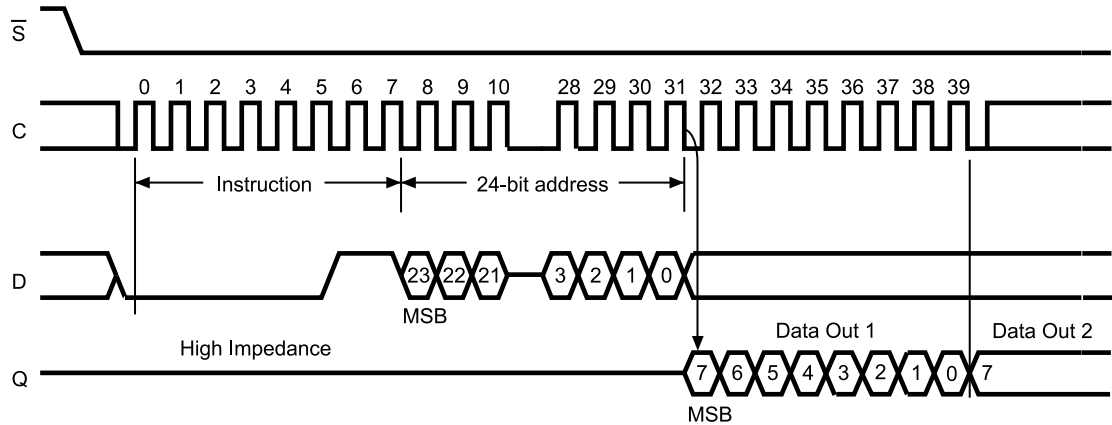 S
0 1 2 3 4 5 6 7 8 9 10 28 29 30 31 32 33 34 35 36 37 38 39
C
Instruction 24-bit address
D 23 22 21 3 2 1 0
MSB
Data Out 1 Data Out 2
High Impedance
Q 7 6 5 4 3 2 1 0 7
MSB